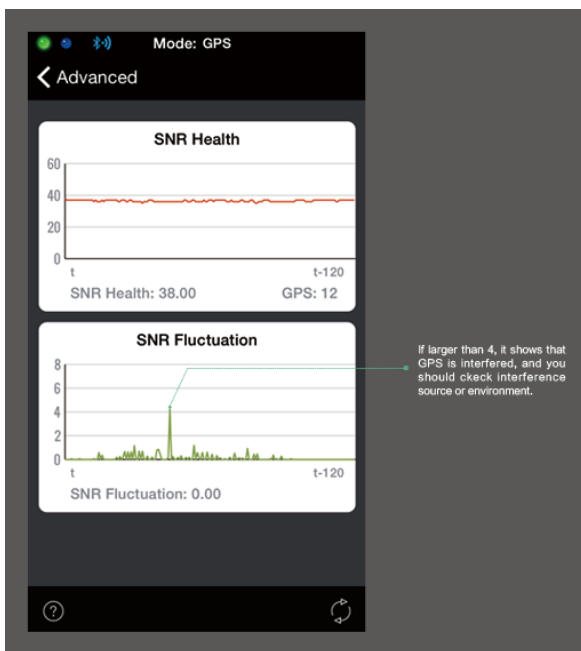 Mode: GPS
Advanced
SNR Health
60
40
20
0
t
t-120
SNR Health: 38.00
GPS: 12
SNR Fluctuation
8
6
4
2
0
t
t-120
SNR Fluctuation: 0.00
If larger than 4, it shows that
GPS is interfered, and you
should ckeck interference
source or environment.
?